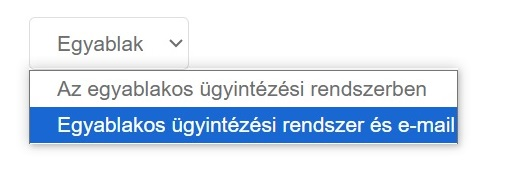 Egyablak
Az egyablakos ügyintézési rendszerben
Egyablakos ügyintézési rendszer és e-mail